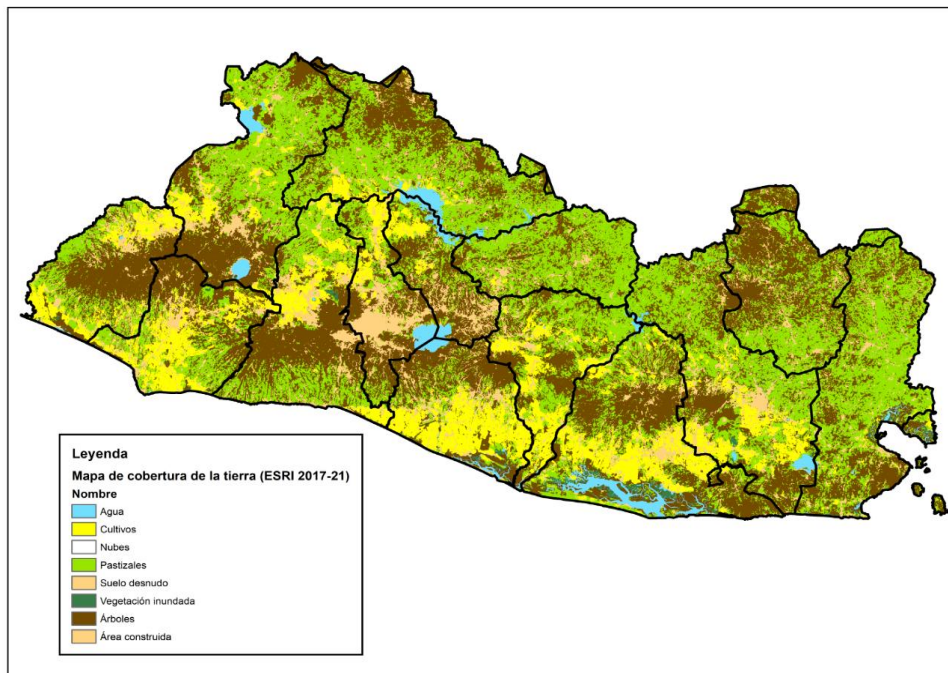 Leyenda
Mapa de cobertura de la tierra (ESRI 2017-21)
Nombre
Agua
Cultivos
Nubes
Pastizales
Suelo desnudo
Vegetación inundada
Árboles
Área construida